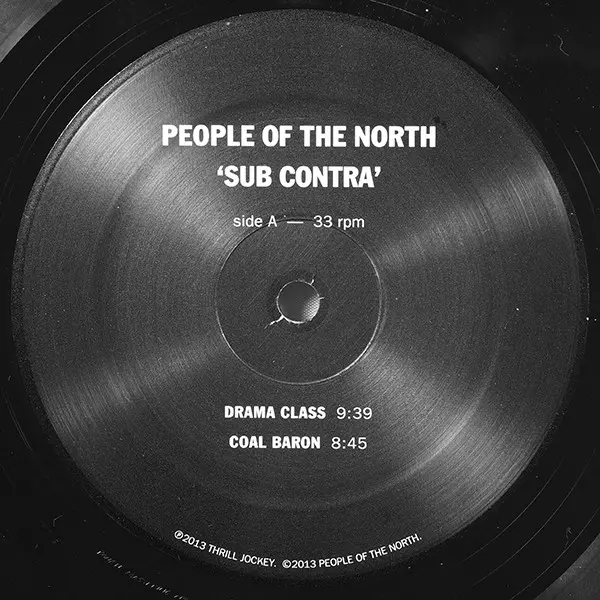 PEOPLE OF THE NORTH
‘SUB CONTRA’
side A — 33 rpm
DRAMA CLASS 9:39
COAL BARON 8:45
℗2013 THRILL JOCKEY. ©2013 PEOPLE OF THE NORTH.